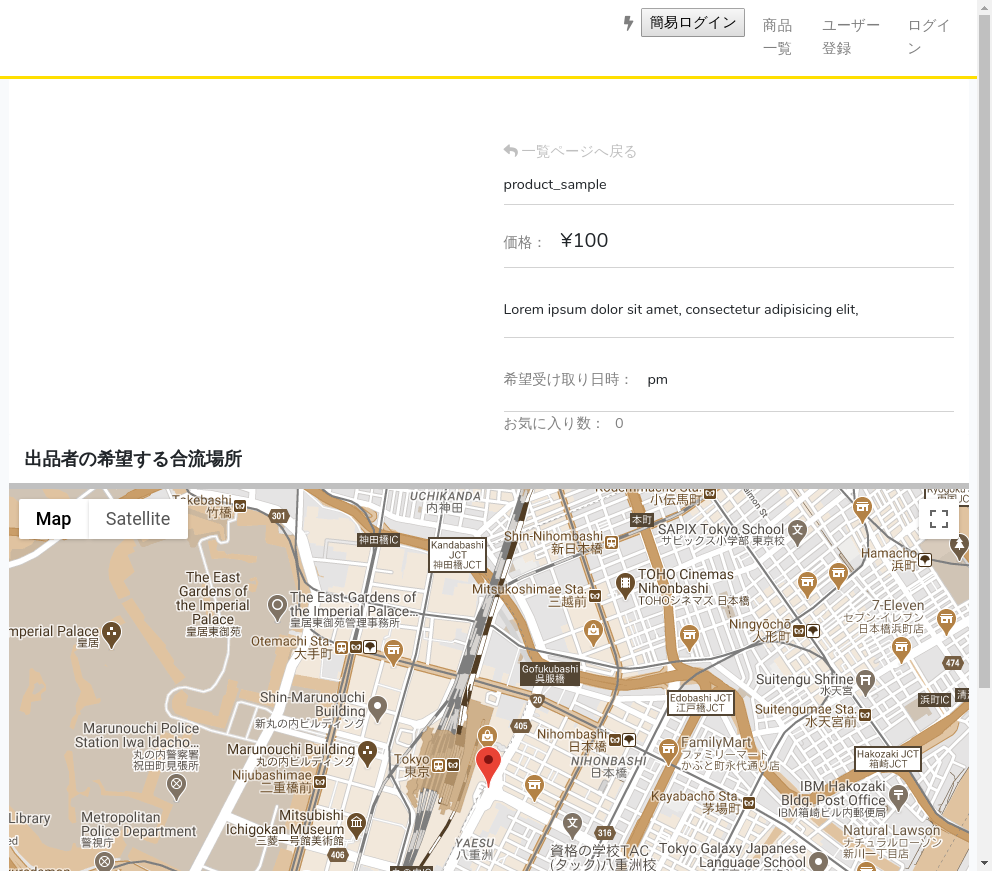 簡易ログイン
商品
一覧
ユーザー
登録
ログイ
ン
一覧ページへ戻る
product_sample
価格： ¥100
Lorem ipsum dolor sit amet, consectetur adipisicing elit,
希望受け取り日時： pm
お気に入り数： 0
出品者の希望する合流場所
Map
Satellite
Takebashi
竹橋
301
UCHIKANDA
内神田
神田橋IC
Kandabashi
JCT
神田橋JCT
Shin-Nihombashi
新日本橋
小伝馬町
本町
SAPIX Tokyo School
サピックス小学部 東京校
Hamacho
浜町
The East
Gardens of
the Imperial
Palace
皇居東御苑
The East Gardens of
the Imperial Palace...
皇居東御苑管理事務所
Mitsukoshimae Sta.
三越前
TOHO Cinemas
Nihonbashi
TOHOシネマズ 日本橋
7-Eleven
セブン-イレブン
日本橋浜町店
mperial Palace
皇居
Otemachi Sta.
大手町
Ningyōchō
人形町
474
Gofukubashi
呉服橋
20
Suitengu Shrine
水天宮
浜町IC
Shin-Marunouchi
Building
新丸の内ビルディング
Edobashi JCT
江戸橋JCT
Suitengumae Sta.
水天宮前
405
Marunouchi Police
Station Iwa Idacho...
丸の内警察署
祝田町見張所
Marunouchi Building
丸の内ビルディング
Nihombashi
日本橋
NIHONBASHI
日本橋
FamilyMart
ファミリーマート
かぶと町永代通り店
Hakozaki JCT
箱崎JCT
Tokyo
東京
Nijubashimae
二重橋前
IBM Hakozaki
Bldg. Post Office
IBM箱崎ビル内郵便局
Kayabachō Sta.
茅場町
Library
Metropolitan
Police Department
警視庁
Mitsubishi
Ichigokan Museum
三菱一号館美術館
406
YAESU
八重洲
316
資格の学校TAC
(タック)八重洲校
Tokyo Galaxy Japanese
Language School
Natural Lawson
ナチュラルローソン
新川一丁目店